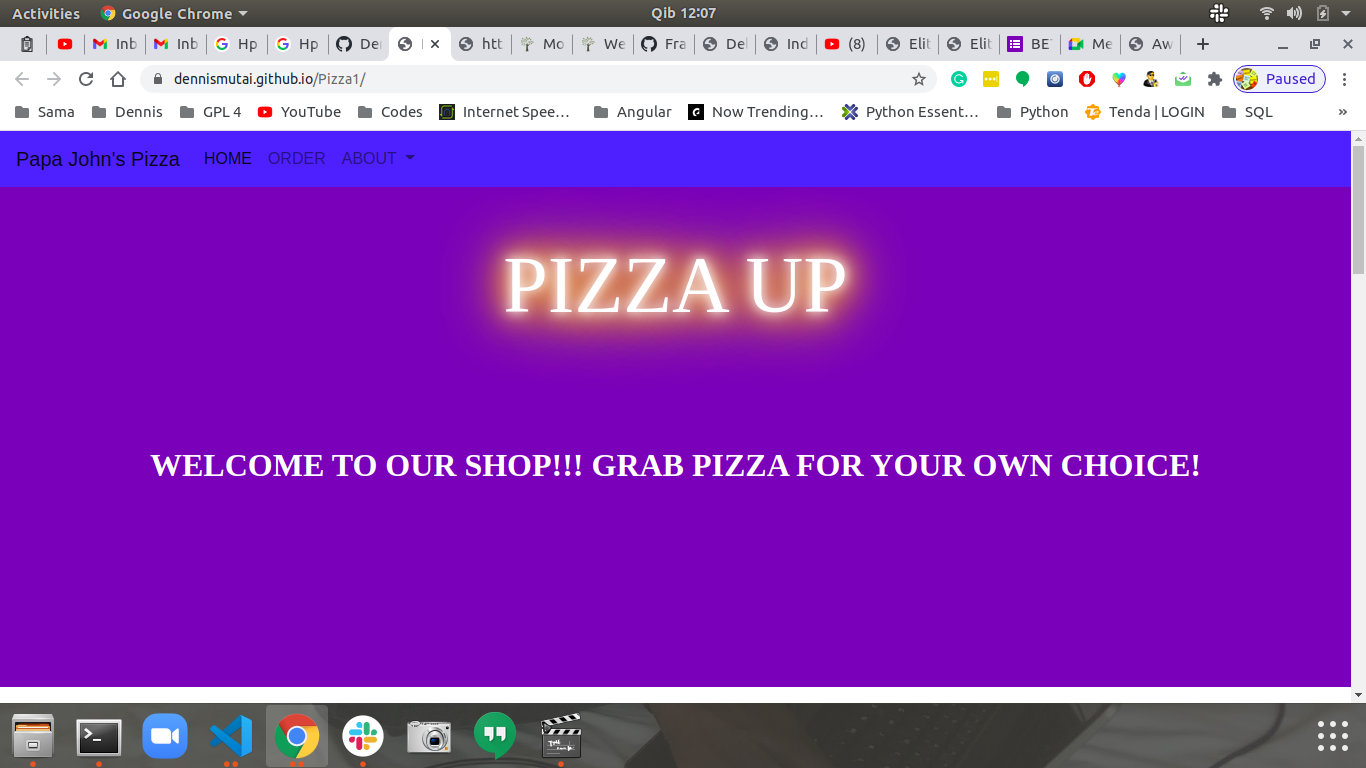 Activities Google Chrome Qib 12:07
Inb Inb Hp Hp Der htt Mo We Fra Del Ind (8) Elit Elit BE Me Aw
dennismutai.github.io/Pizza1/ Paused
Sama Dennis GPL 4 YouTube Codes Internet Spee… Angular Now Trending… Python Essent… Python Tenda | LOGIN SQL »
Papa John's Pizza HOME ORDER ABOUT
PIZZA UP
WELCOME TO OUR SHOP!!! GRAB PIZZA FOR YOUR OWN CHOICE!